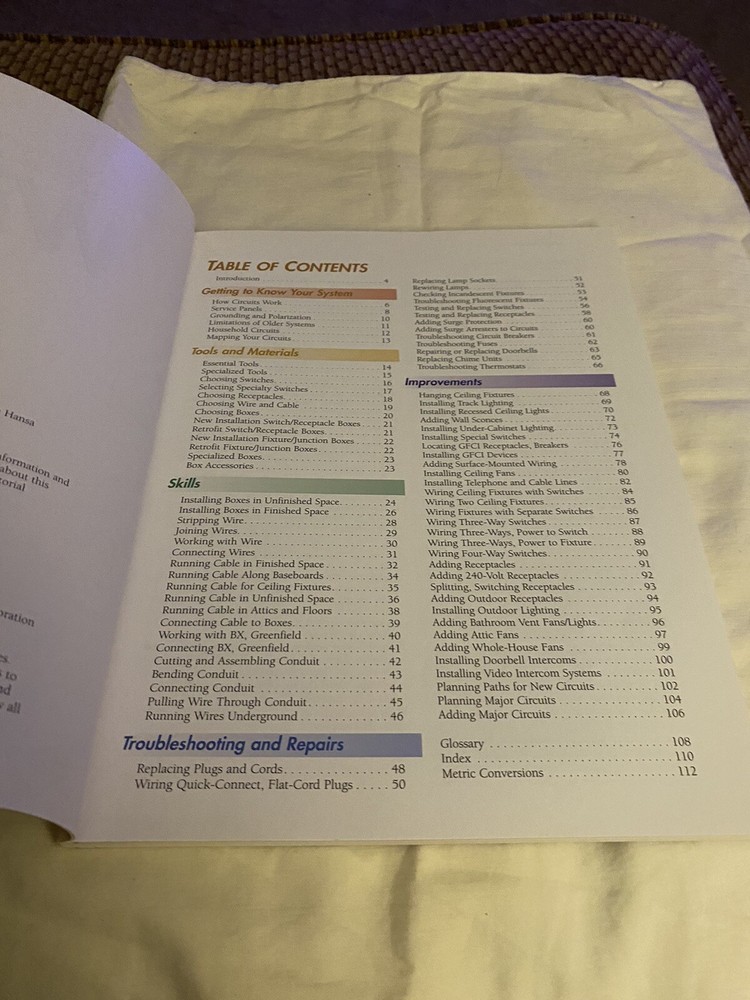 Hansa
formation and
about this
torial
oration
es.
s to
nd
y all
TABLE OF CONTENTS
Introduction 4
Getting to Know Your System
How Circuits Work 6
Service Panels 8
Grounding and Polarization 10
Limitations of Older Systems 11
Household Circuits 12
Mapping Your Circuits 13
Tools and Materials
Essential Tools 14
Specialized Tools 15
Choosing Switches 16
Selecting Specialty Switches 17
Choosing Receptacles 18
Choosing Wire and Cable 19
Choosing Boxes 20
New Installation Switch/Receptacle Boxes 21
Retrofit Switch/Receptacle Boxes 21
New Installation Fixture/Junction Boxes 22
Retrofit Fixture/Junction Boxes 22
Specialized Boxes 23
Box Accessories 23
Skills
Installing Boxes in Unfinished Space 24
Installing Boxes in Finished Space 26
Stripping Wire 28
Joining Wires 29
Working with Wire 30
Connecting Wires 31
Running Cable in Finished Space 32
Running Cable Along Baseboards 34
Running Cable for Ceiling Fixtures 35
Running Cable in Unfinished Space 36
Running Cable in Attics and Floors 38
Connecting Cable to Boxes 39
Working with BX, Greenfield 40
Connecting BX, Greenfield 41
Cutting and Assembling Conduit 42
Bending Conduit 43
Connecting Conduit 44
Pulling Wire Through Conduit 45
Running Wires Underground 46
Troubleshooting and Repairs
Replacing Plugs and Cords 48
Wiring Quick-Connect, Flat-Cord Plugs 50
Replacing Lamp Sockets 51
Rewiring Lamps 52
Checking Incandescent Fixtures 53
Troubleshooting Fluorescent Fixtures 54
Testing and Replacing Switches 56
Testing and Replacing Receptacles 58
Adding Surge Protection 60
Adding Surge Arresters to Circuits 60
Troubleshooting Circuit Breakers 61
Troubleshooting Fuses 62
Repairing or Replacing Doorbells 63
Replacing Chime Units 65
Troubleshooting Thermostats 66
Improvements
Hanging Ceiling Fixtures 68
Installing Track Lighting 69
Installing Recessed Ceiling Lights 70
Adding Wall Sconces 72
Installing Under-Cabinet Lighting 73
Installing Special Switches 74
Locating GFCI Receptacles, Breakers 76
Installing GFCI Devices 77
Adding Surface-Mounted Wiring 78
Installing Ceiling Fans 80
Installing Telephone and Cable Lines 82
Wiring Ceiling Fixtures with Switches 84
Wiring Two Ceiling Fixtures 85
Wiring Fixtures with Separate Switches 86
Wiring Three-Way Switches 87
Wiring Three-Ways, Power to Switch 88
Wiring Three-Ways, Power to Fixture 89
Wiring Four-Way Switches 90
Adding Receptacles 91
Adding 240-Volt Receptacles 92
Splitting, Switching Receptacles 93
Adding Outdoor Receptacles 94
Installing Outdoor Lighting 95
Adding Bathroom Vent Fans/Lights 96
Adding Attic Fans 97
Adding Whole-House Fans 99
Installing Doorbell Intercoms 100
Installing Video Intercom Systems 101
Planning Paths for New Circuits 102
Planning Major Circuits 104
Adding Major Circuits 106
Glossary 108
Index 110
Metric Conversions 112